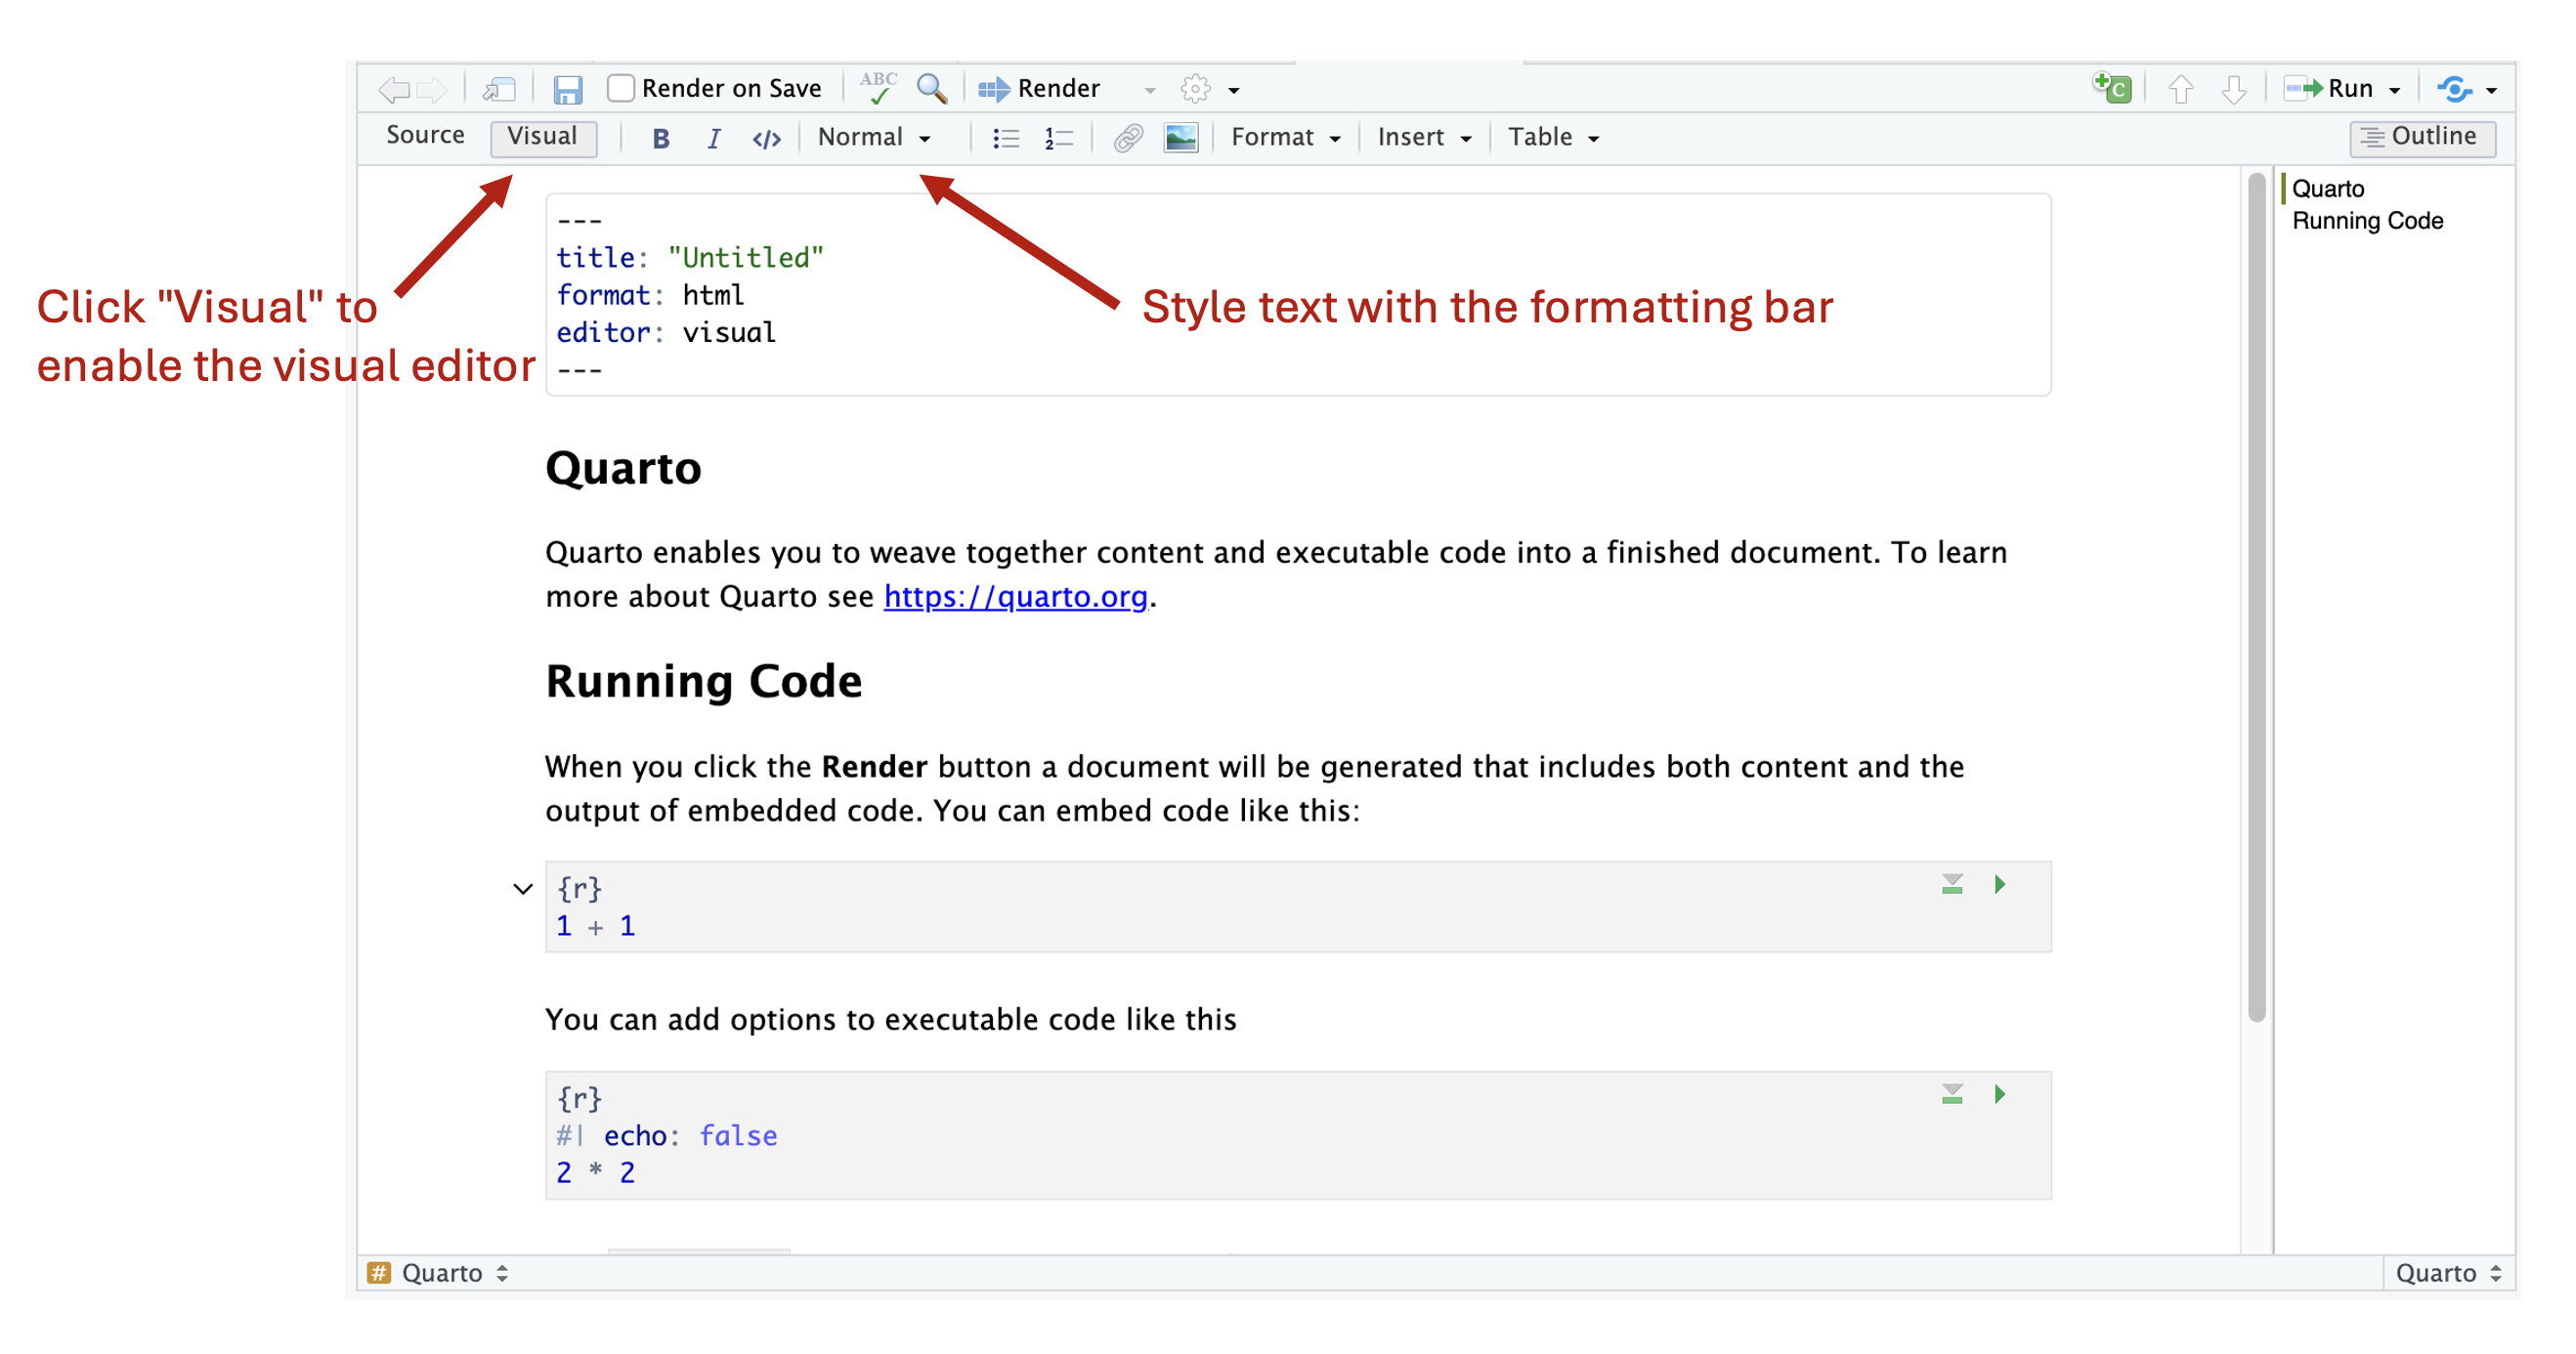 Render on Save ABC Render Run
Source Visual B I </> Normal Format Insert Table Outline
Quarto
Running Code
Click "Visual" to
enable the visual editor
Style text with the formatting bar
---
title: "Untitled"
format: html
editor: visual
---
Quarto
Quarto enables you to weave together content and executable code into a finished document. To learn
more about Quarto see https://quarto.org.
Running Code
When you click the Render button a document will be generated that includes both content and the
output of embedded code. You can embed code like this:
{r}
1 + 1
You can add options to executable code like this
{r}
#| echo: false
2 * 2
# Quarto Quarto